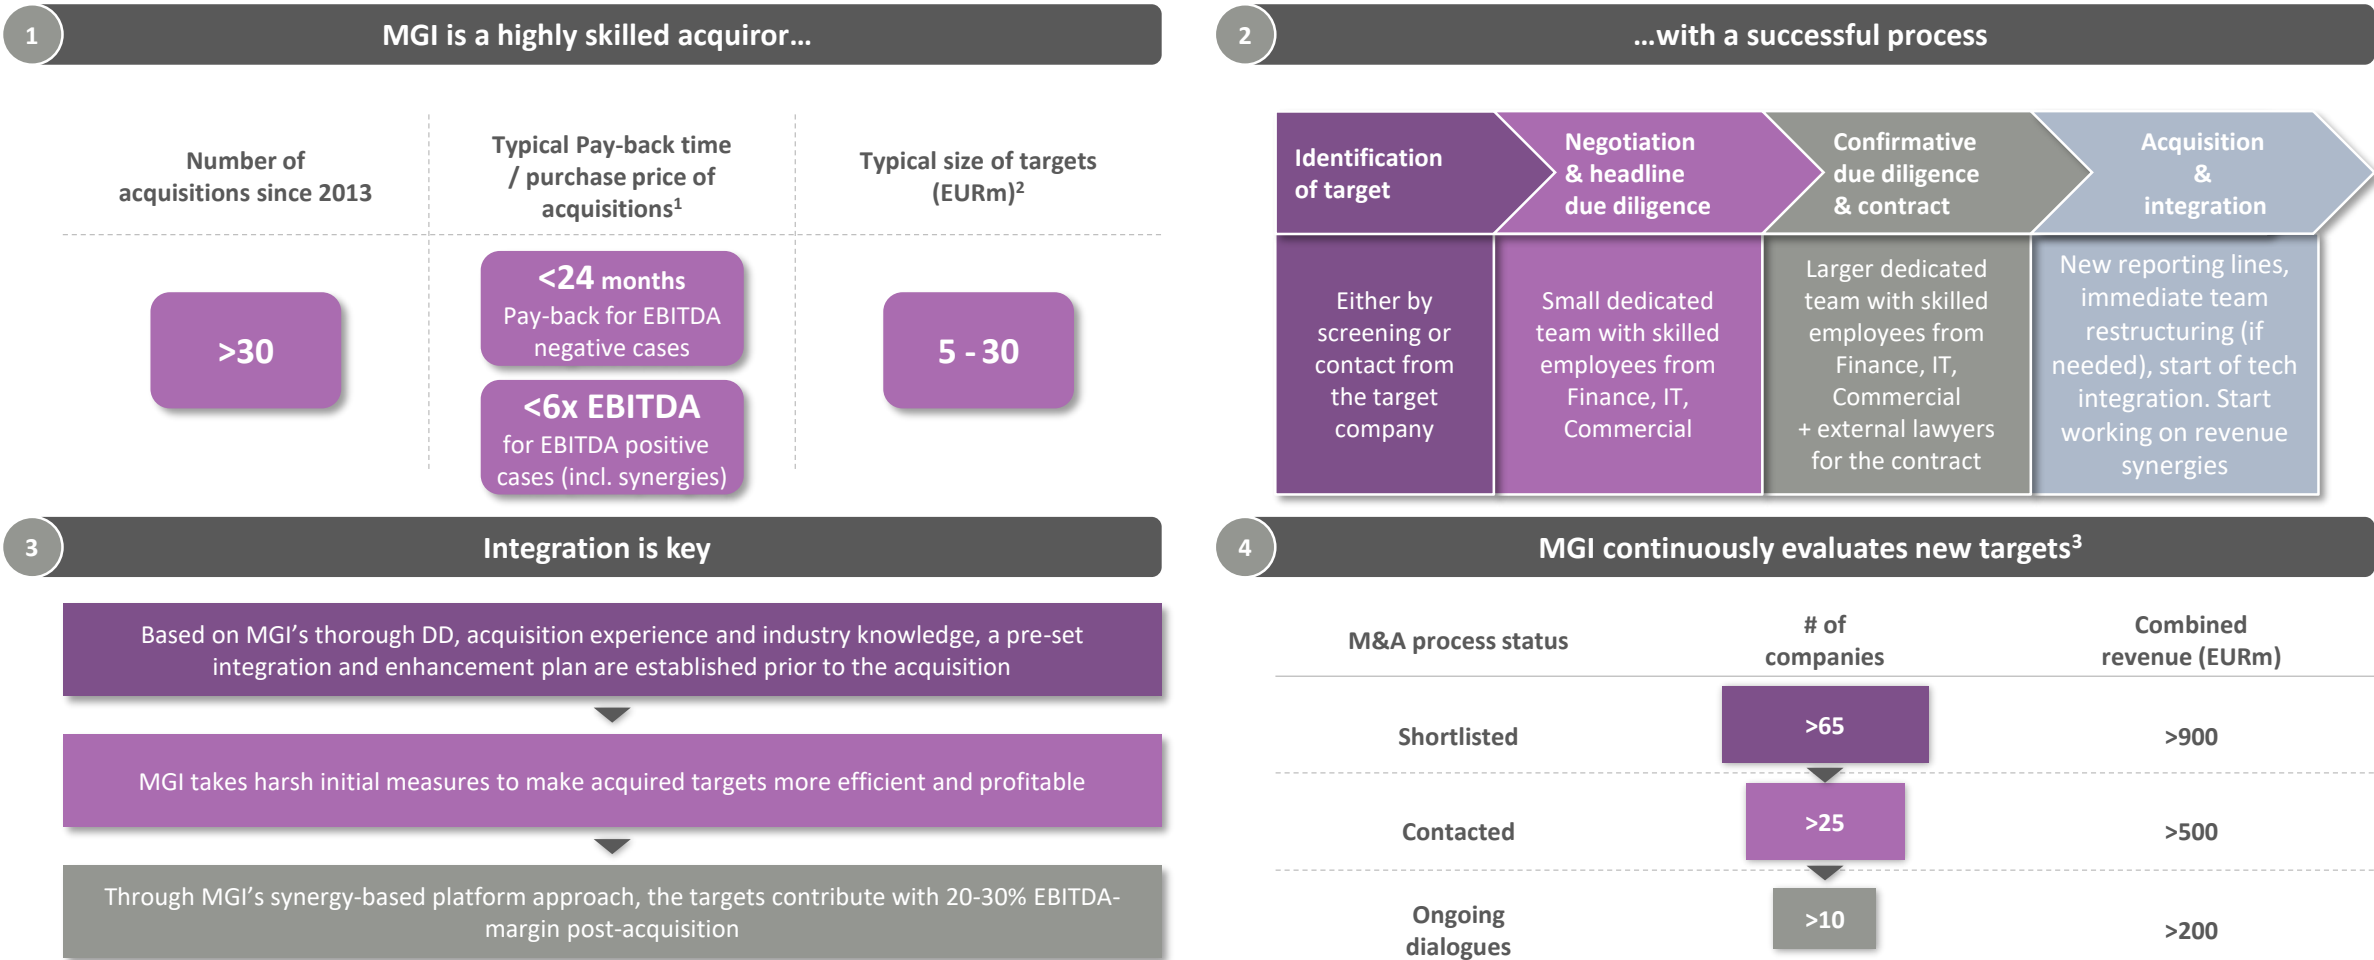 1
MGI is a highly skilled acquiror…
Number of
acquisitions since 2013
Typical Pay-back time
/ purchase price of
acquisitions1
Typical size of targets
(EURm)2
>30
<24 months
Pay-back for EBITDA
negative cases
<6x EBITDA
for EBITDA positive
cases (incl. synergies)
5 - 30
2
…with a successful process
Identification
of target
Negotiation
& headline
due diligence
Confirmative
due diligence
& contract
Acquisition
&
integration
Either by
screening or
contact from
the target
company
Small dedicated
team with skilled
employees from
Finance, IT,
Commercial
Larger dedicated
team with skilled
employees from
Finance, IT,
Commercial
+ external lawyers
for the contract
New reporting lines,
immediate team
restructuring (if
needed), start of tech
integration. Start
working on revenue
synergies
3
Integration is key
Based on MGI’s thorough DD, acquisition experience and industry knowledge, a pre-set
integration and enhancement plan are established prior to the acquisition
MGI takes harsh initial measures to make acquired targets more efficient and profitable
Through MGI’s synergy-based platform approach, the targets contribute with 20-30% EBITDA-
margin post-acquisition
4
MGI continuously evaluates new targets3
M&A process status
# of
companies
Combined
revenue (EURm)
Shortlisted
>65
>900
Contacted
>25
>500
Ongoing
dialogues
>10
>200